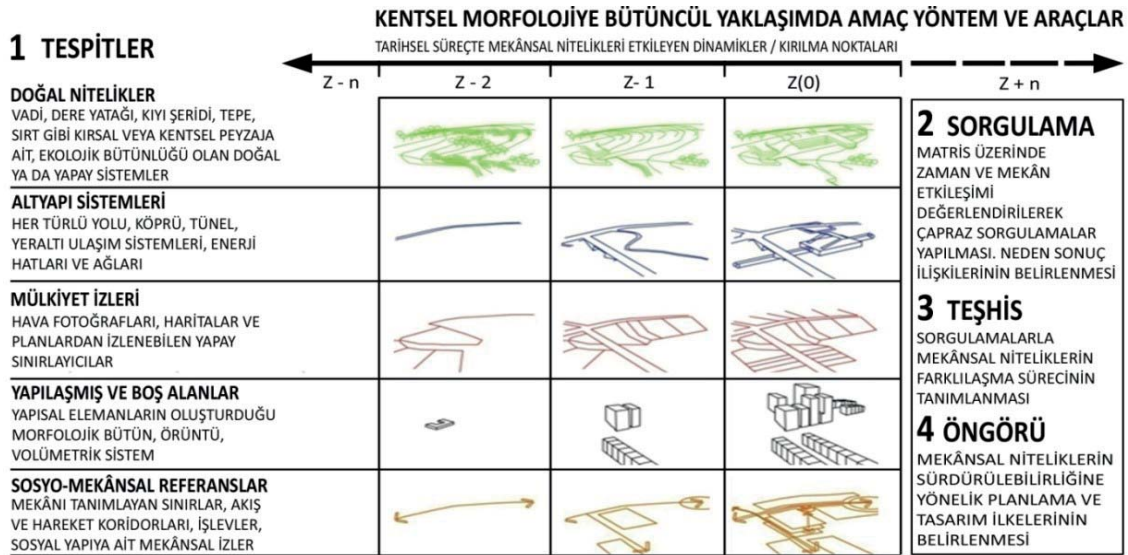 KENTSEL MORFOLOJİYE BÜTÜNCÜL YAKLAŞIMDA AMAÇ YÖNTEM VE ARAÇLAR
1 TESPİTLER
TARİHSEL SÜREÇTE MEKÂNSAL NİTELİKLERİ ETKİLEYEN DİNAMİKLER / KIRILMA NOKTALARI
Z - n
Z - 2
Z- 1
Z(0)
Z + n
DOĞAL NİTELİKLER
VADİ, DERE YATAĞI, KIYI ŞERİDİ, TEPE,
SIRT GİBİ KIRSAL VEYA KENTSEL PEYZAJA
AİT, EKOLOJİK BÜTÜNLÜĞÜ OLAN DOĞAL
YA DA YAPAY SİSTEMLER
ALTYAPI SİSTEMLERİ
HER TÜRLÜ YOLU, KÖPRÜ, TÜNEL,
YERALTI ULAŞIM SİSTEMLERİ, ENERJİ
HATLARI VE AĞLARI
MÜLKİYET İZLERİ
HAVA FOTOĞRAFLARI, HARİTALAR VE
PLANLARDAN İZLENEBİLEN YAPAY
SINIRLAYICILAR
YAPILAŞMIŞ VE BOŞ ALANLAR
YAPISAL ELEMANLARIN OLUŞTURDUĞU
MORFOLOJİK BÜTÜN, ÖRÜNTÜ,
VOLÜMETRİK SİSTEM
SOSYO-MEKÂNSAL REFERANSLAR
MEKÂNI TANIMLAYAN SINIRLAR, AKIŞ
VE HAREKET KORİDORLARI, İŞLEVLER,
SOSYAL YAPIYA AİT MEKÂNSAL İZLER
2 SORGULAMA
MATRİS ÜZERİNDE
ZAMAN VE MEKÂN
ETKİLEŞİMİ
DEĞERLENDİRİLEREK
ÇAPRAZ SORGULAMALAR
YAPILMASI. NEDEN SONUÇ
İLİŞKİLERİNİN BELİRLENMESİ
3 TEŞHİS
SORGULAMALARLA
MEKÂNSAL NİTELİKLERİN
FARKLILAŞMA SÜRECİNİN
TANIMLANMASI
4 ÖNGÖRÜ
MEKÂNSAL NİTELİKLERİN
SÜRDÜRÜLEBİLİRLİĞİNE
YÖNELİK PLANLAMA VE
TASARIM İLKELERİNİN
BELİRLENMESİ